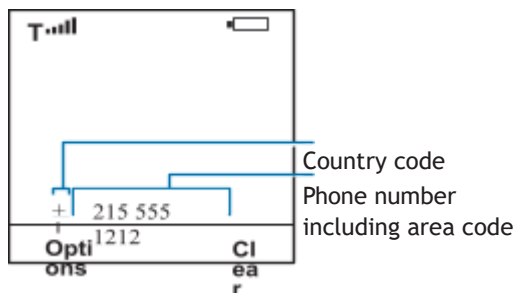 T
Country code
Phone number
including area code
+ 215 555
1212
Opti
ons
Cl
ea
r